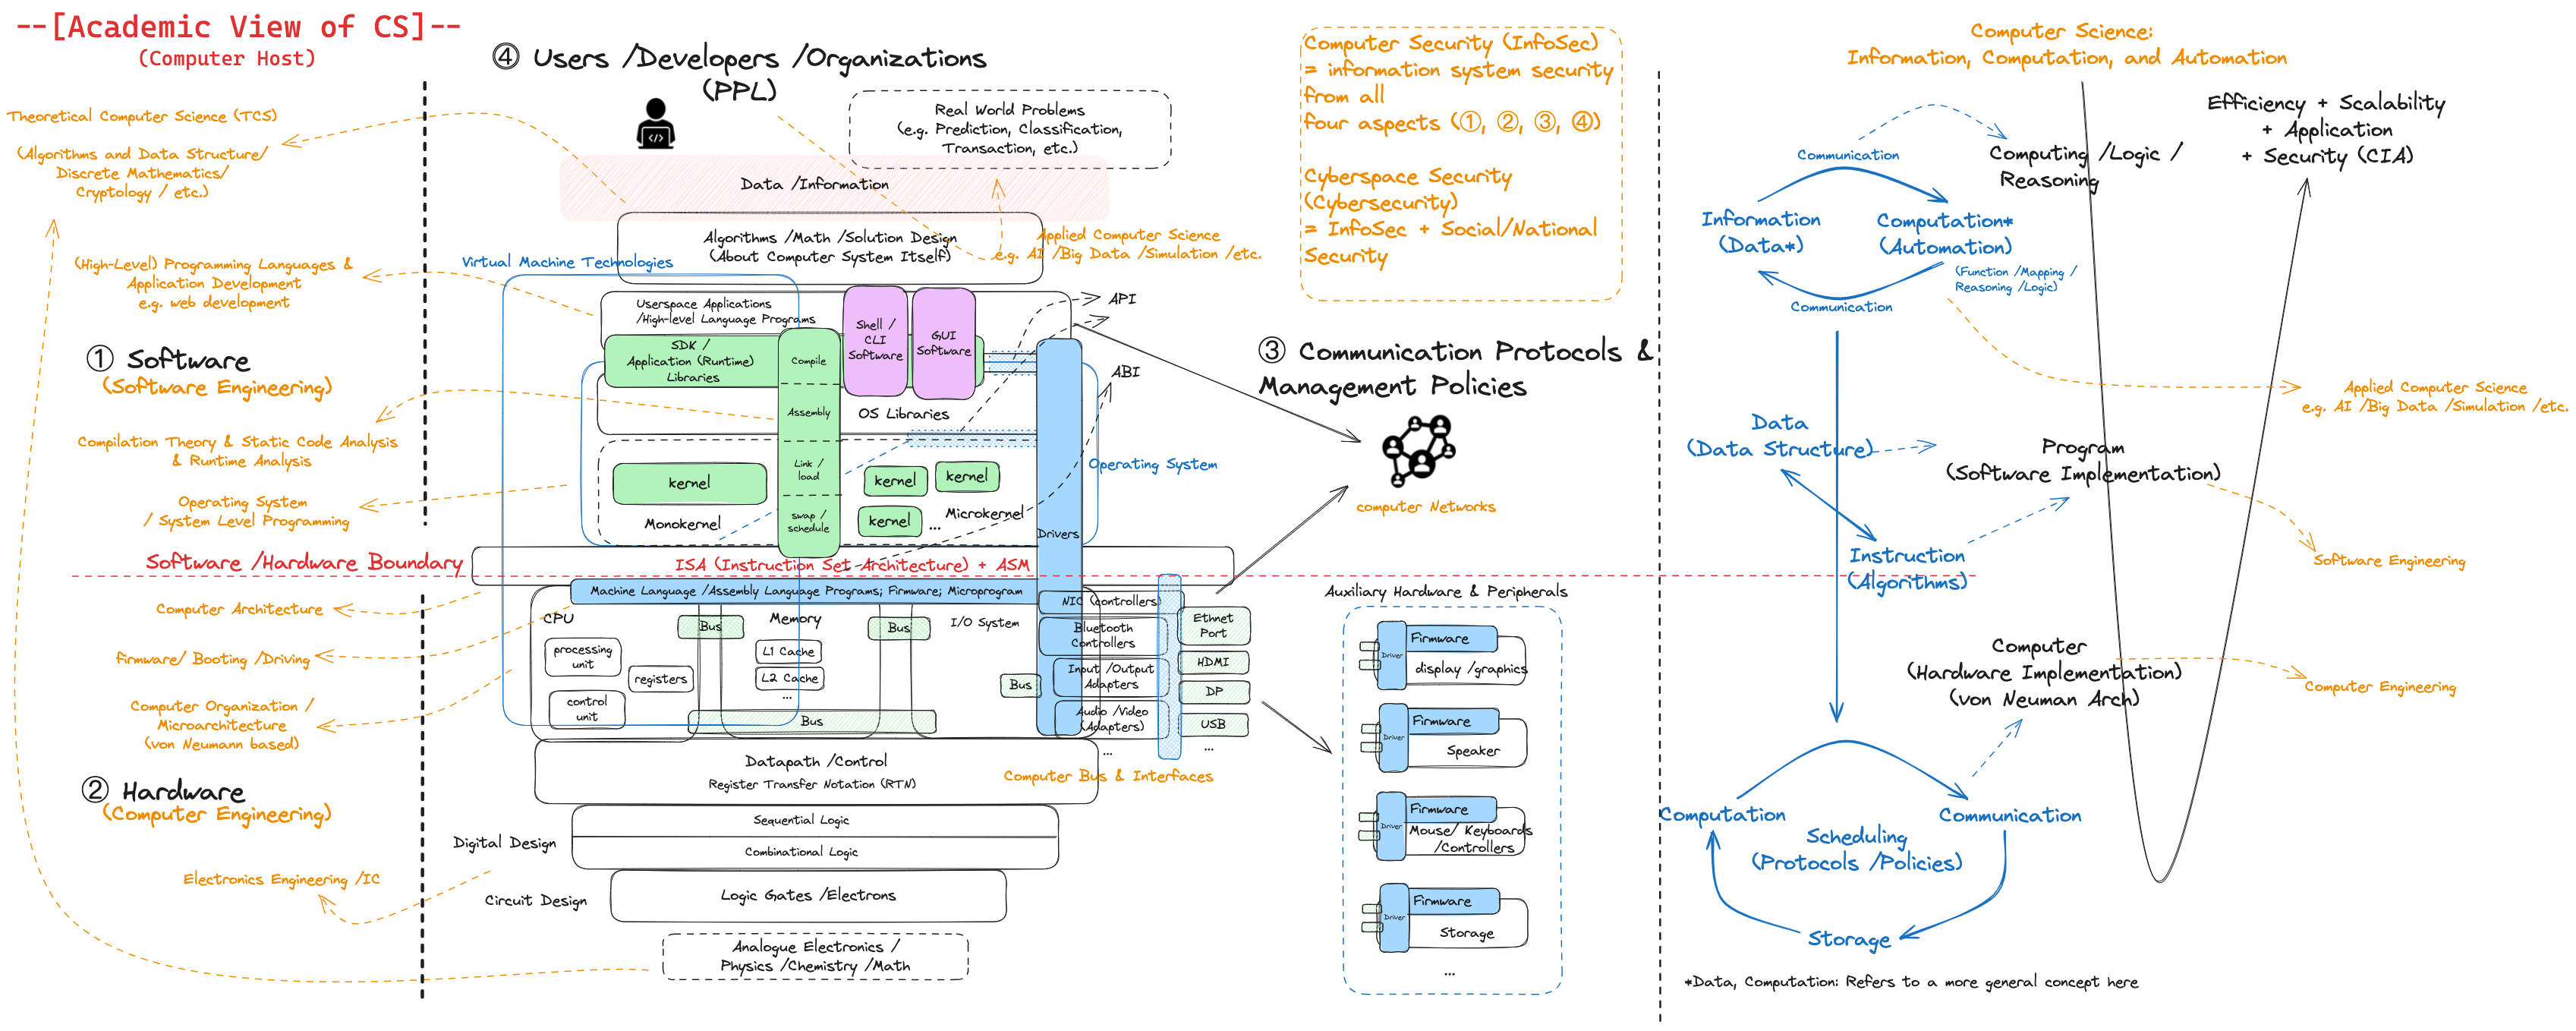 --[Academic View of CS]--
(Computer Host)
Theoretical Computer Science (TCS)
(Algorithms and Data Structure/
Discrete Mathematics/
Cryptology / etc.)
(High-Level) Programming Languages &
Application Development
e.g. web development
① Software
(Software Engineering)
Compilation Theory & Static Code Analysis
& Runtime Analysis
Operating System
/ System Level Programming
Software /Hardware Boundary
Computer Architecture
firmware/ Booting /Driving
Computer Organization /
Microarchitecture
(von Neumann based)
② Hardware
(Computer Engineering)
Electronics Engineering /IC
④ Users /Developers /Organizations
(PPL)
Real World Problems
(e.g. Prediction, Classification,
Transaction, etc.)
Data /Information
Algorithms /Math /Solution Design
(About Computer System Itself)
Applied Computer Science
e.g. AI /Big Data /Simulation /etc.
Virtual Machine Technologies
Userspace Applications
/High-level Language Programs
SDK /
Application (Runtime)
Libraries
Compile
Assembly
Link /
load
swap /
schedule
Shell /
CLI
Software
GUI
Software
API
ABI
OS Libraries
Operating System
kernel
Monokernel
kernel
kernel
kernel
...
Microkernel
Drivers
ISA (Instruction Set Architecture) + ASM
Machine Language /Assembly Language Programs; Firmware; Microprogram
CPU
processing
unit
registers
control
unit
Bus
Memory
L1 Cache
L2 Cache
...
Bus
I/O System
Bus
Bus
NIC (controllers)
Bluetooth
Controllers
Input /Output
Adapters
Audio /Video
(Adapters)
...
Ethnet
Port
HDMI
DP
USB
...
Computer Bus & Interfaces
Datapath /Control
Register Transfer Notation (RTN)
Digital Design
Sequential Logic
Combinational Logic
Circuit Design
Logic Gates /Electrons
Analogue Electronics /
Physics /Chemistry /Math
Computer Security (InfoSec)
= information system security
from all
four aspects (①, ②, ③, ④)
Cyberspace Security
(Cybersecurity)
= InfoSec + Social/National
Security
③ Communication Protocols &
Management Policies
computer Networks
Auxiliary Hardware & Peripherals
Firmware
Driver
display /graphics
Firmware
Driver
Speaker
Firmware
Driver
Mouse/ Keyboards
/Controllers
Firmware
Driver
Storage
...
Computer Science:
Information, Computation, and Automation
Efficiency + Scalability
+ Application
+ Security (CIA)
Communication
Computing /Logic /
Reasoning
Information
(Data*)
Computation*
(Automation)
(Function /Mapping /
Reasoning /Logic)
Communication
Applied Computer Science
e.g. AI /Big Data /Simulation /etc.
Data
(Data Structure)
Program
(Software Implementation)
Instruction
(Algorithms)
Software Engineering
Computer
(Hardware Implementation)
(von Neuman Arch)
Computer Engineering
Computation
Communication
Scheduling
(Protocols /Policies)
Storage
*Data, Computation: Refers to a more general concept here